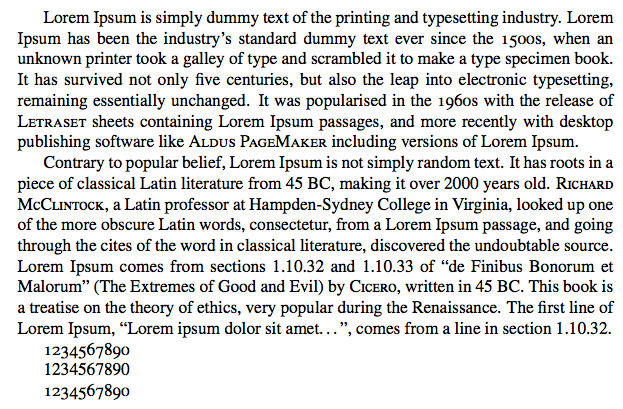 Lorem Ipsum is simply dummy text of the printing and typesetting industry. Lorem
Ipsum has been the industry’s standard dummy text ever since the 1500s, when an
unknown printer took a galley of type and scrambled it to make a type specimen book.
It has survived not only five centuries, but also the leap into electronic typesetting,
remaining essentially unchanged. It was popularised in the 1960s with the release of
LETRASET sheets containing Lorem Ipsum passages, and more recently with desktop
publishing software like ALDUS PAGEMAKER including versions of Lorem Ipsum.
Contrary to popular belief, Lorem Ipsum is not simply random text. It has roots in a
piece of classical Latin literature from 45 BC, making it over 2000 years old. RICHARD
MCCLINTOCK, a Latin professor at Hampden-Sydney College in Virginia, looked up one
of the more obscure Latin words, consectetur, from a Lorem Ipsum passage, and going
through the cites of the word in classical literature, discovered the undoubtable source.
Lorem Ipsum comes from sections 1.10.32 and 1.10.33 of “de Finibus Bonorum et
Malorum” (The Extremes of Good and Evil) by CICERO, written in 45 BC. This book is
a treatise on the theory of ethics, very popular during the Renaissance. The first line of
Lorem Ipsum, “Lorem ipsum dolor sit amet…”, comes from a line in section 1.10.32.
1234567890
1234567890
1234567890